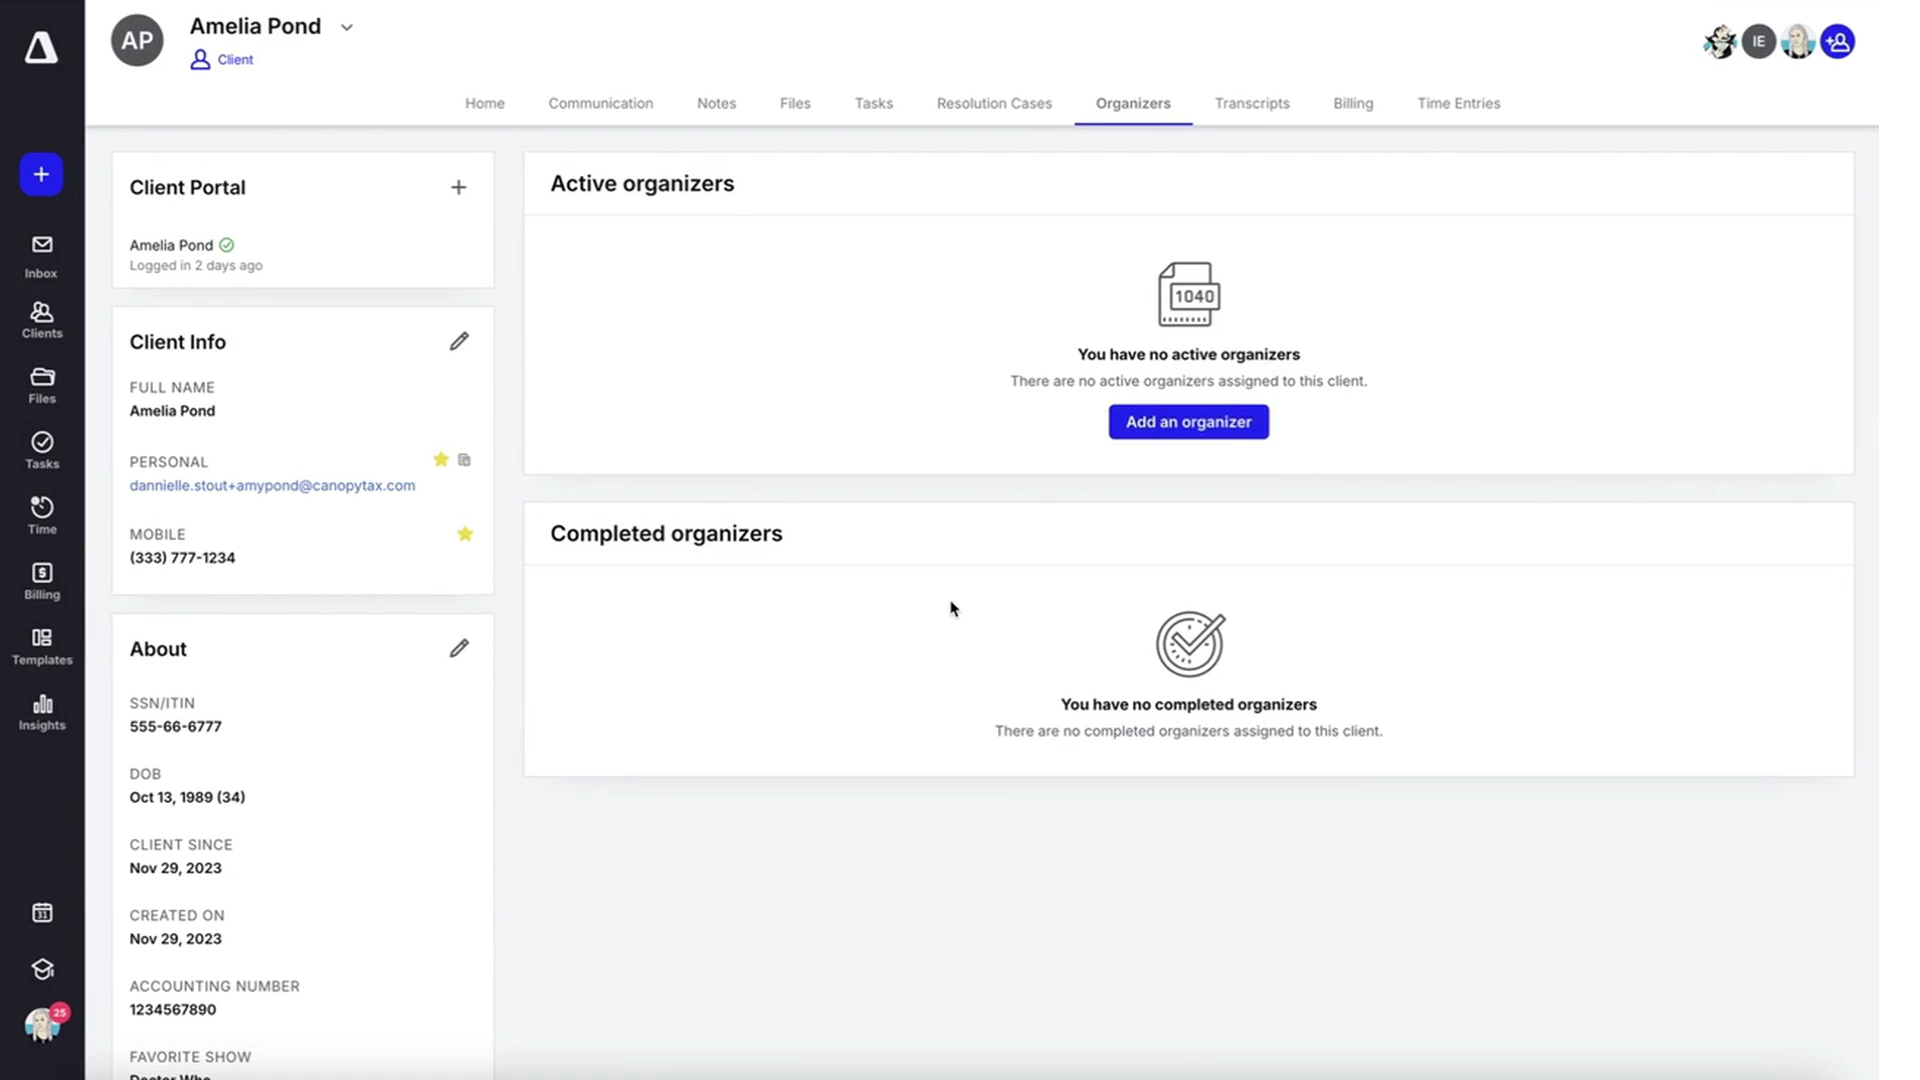 AP
Amelia Pond
Client
IE
Home
Communication
Notes
Files
Tasks
Resolution Cases
Organizers
Transcripts
Billing
Time Entries
Inbox
Clients
Files
Tasks
Time
Billing
Templates
Insights
31
25
Client Portal
Amelia Pond
Logged in 2 days ago
Client Info
FULL NAME
Amelia Pond
PERSONAL
dannielle.stout+amypond@canopytax.com
MOBILE
(333) 777-1234
About
SSN/ITIN
555-66-6777
DOB
Oct 13, 1989 (34)
CLIENT SINCE
Nov 29, 2023
CREATED ON
Nov 29, 2023
ACCOUNTING NUMBER
1234567890
FAVORITE SHOW
Doctor Who
Active organizers
1040
You have no active organizers
There are no active organizers assigned to this client.
Add an organizer
Completed organizers
You have no completed organizers
There are no completed organizers assigned to this client.